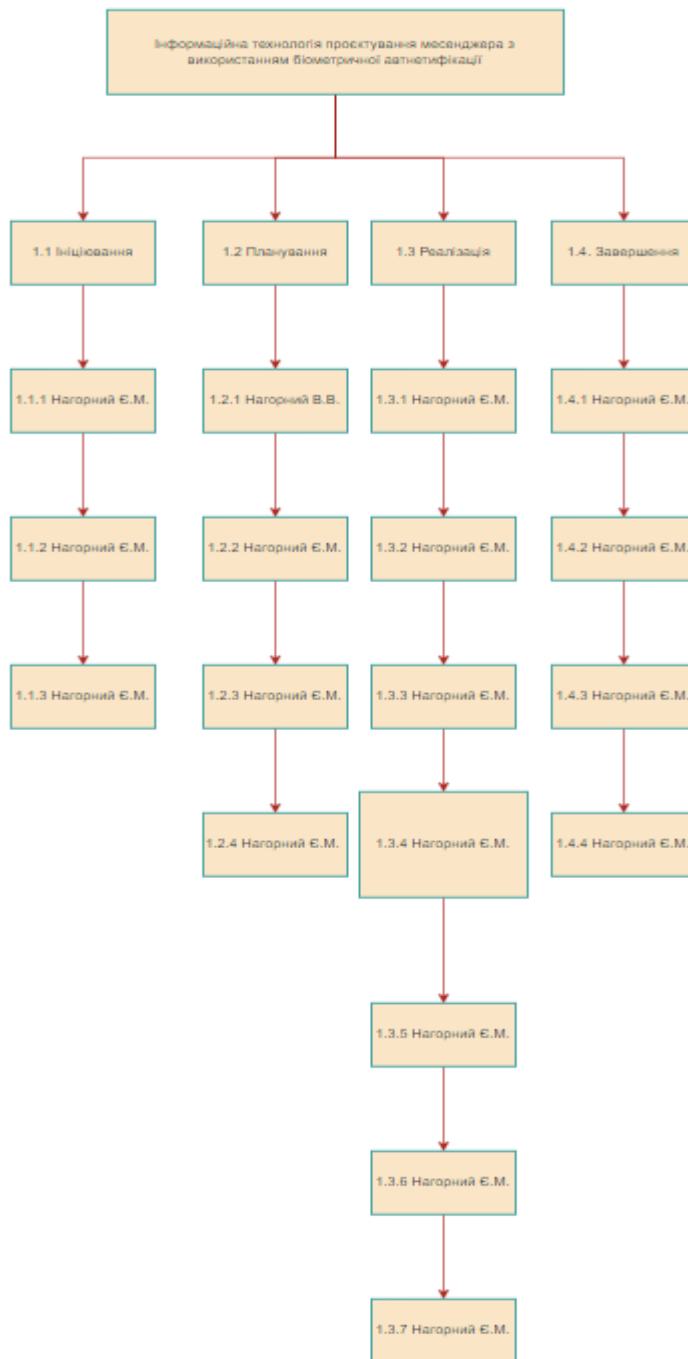 Інформаційна технологія проєктування месенджера з
використанням біометричної автнетифікації
1.1 Ініціювання
1.2 Планування
1.3 Реалізація
1.4. Завершення
1.1.1 Нагорний Є.М.
1.2.1 Нагорний В.В.
1.3.1 Нагорний Є.М.
1.4.1 Нагорний Є.М.
1.1.2 Нагорний Є.М.
1.2.2 Нагорний Є.М.
1.3.2 Нагорний Є.М.
1.4.2 Нагорний Є.М.
1.1.3 Нагорний Є.М.
1.2.3 Нагорний Є.М.
1.3.3 Нагорний Є.М.
1.4.3 Нагорний Є.М.
1.2.4 Нагорний Є.М.
1.3.4 Нагорний Є.М.
1.4.4 Нагорний Є.М.
1.3.5 Нагорний Є.М.
1.3.6 Нагорний Є.М.
1.3.7 Нагорний Є.М.